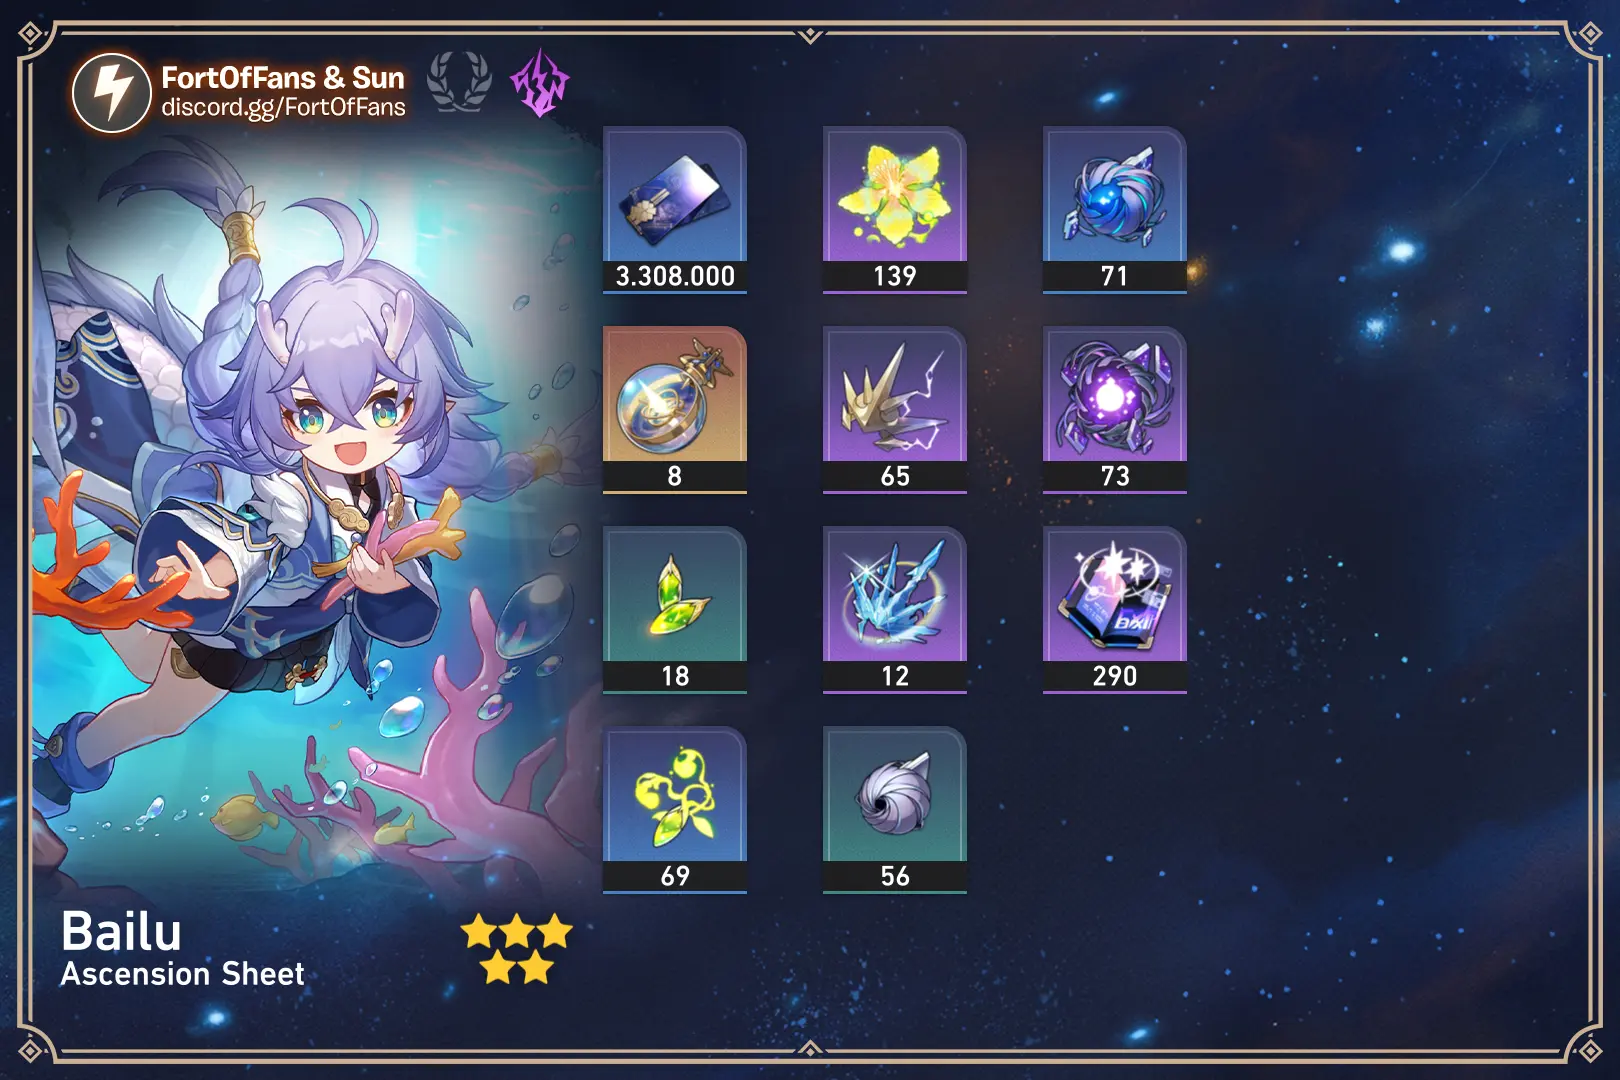 FortOfFans & Sun
discord.gg/FortOfFans
3.308.000
139
71
8
65
73
18
12
290
69
56
Bailu
Ascension Sheet